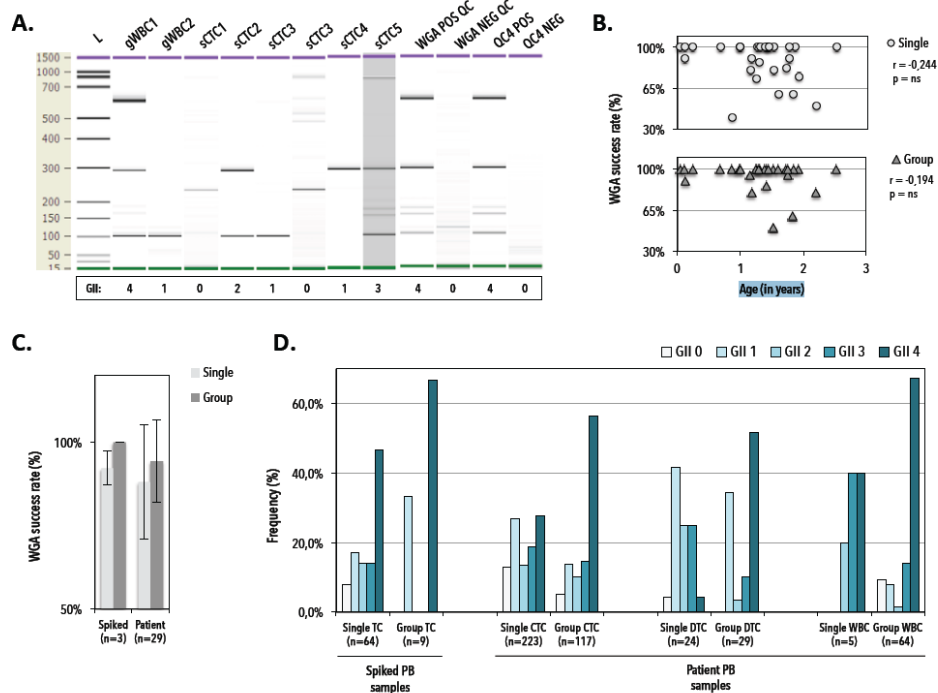 A.
L gWBC1 gWBC2 sCTC1 sCTC2 sCTC3 sCTC3 sCTC4 sCTC5 WGA POS QC WGA NEG QC QC4 POS QC4 NEG
1500
1000
700
500
400
300
200
150
100
50
15
GII: 4 1 0 2 1 0 1 3 4 0 4 0
B.
WGA success rate (%)
100%
65%
30%
Single
r = -0,244
p = ns
100%
65%
30%
Group
r = -0,194
p = ns
0 1 2 3
Age (in years)
C.
Single
Group
WGA success rate (%)
100%
50%
Spiked Patient
(n=3) (n=29)
D.
GII 0 GII 1 GII 2 GII 3 GII 4
Frequency (%)
60,0%
40,0%
20,0%
0,0%
Single TC Group TC Single CTC Group CTC Single DTC Group DTC Single WBC Group WBC
(n=64) (n=9) (n=223) (n=117) (n=24) (n=29) (n=5) (n=64)
Spiked PB Patient PB
samples samples